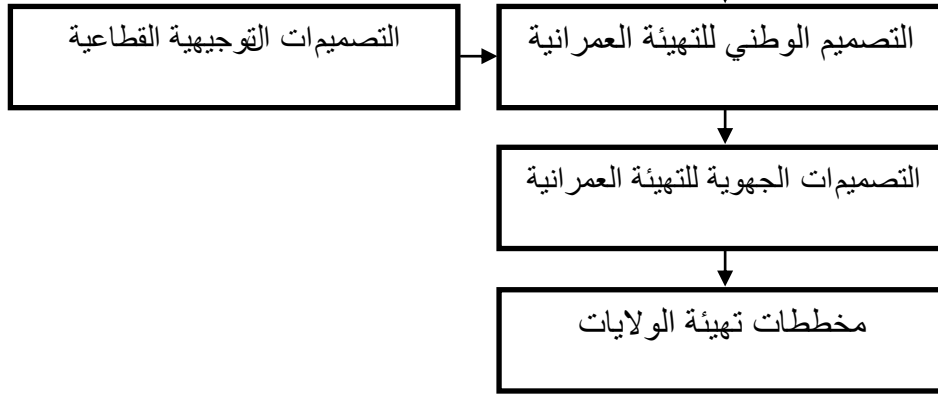 التصميم الوطني للتهيئة العمرانية
التصميمات التوجيهية القطاعية
التصميمات الجهوية للتهيئة العمرانية
مخططات تهيئة الولايات